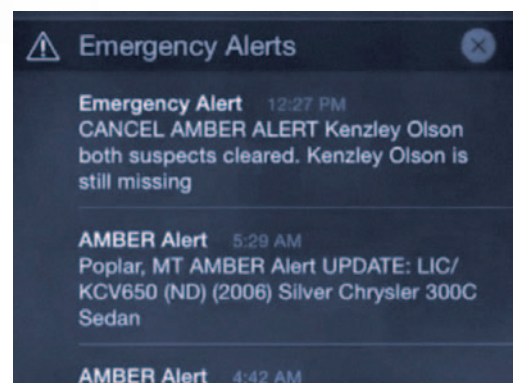 Emergency Alerts
Emergency Alert 12:27 PM
CANCEL AMBER ALERT Kenzley Olson
both suspects cleared. Kenzley Olson is
still missing
AMBER Alert 5:29 AM
Poplar, MT AMBER Alert UPDATE: LIC/
KCV650 (ND) (2006) Silver Chrysler 300C
Sedan
AMBER Alert 4:42 AM